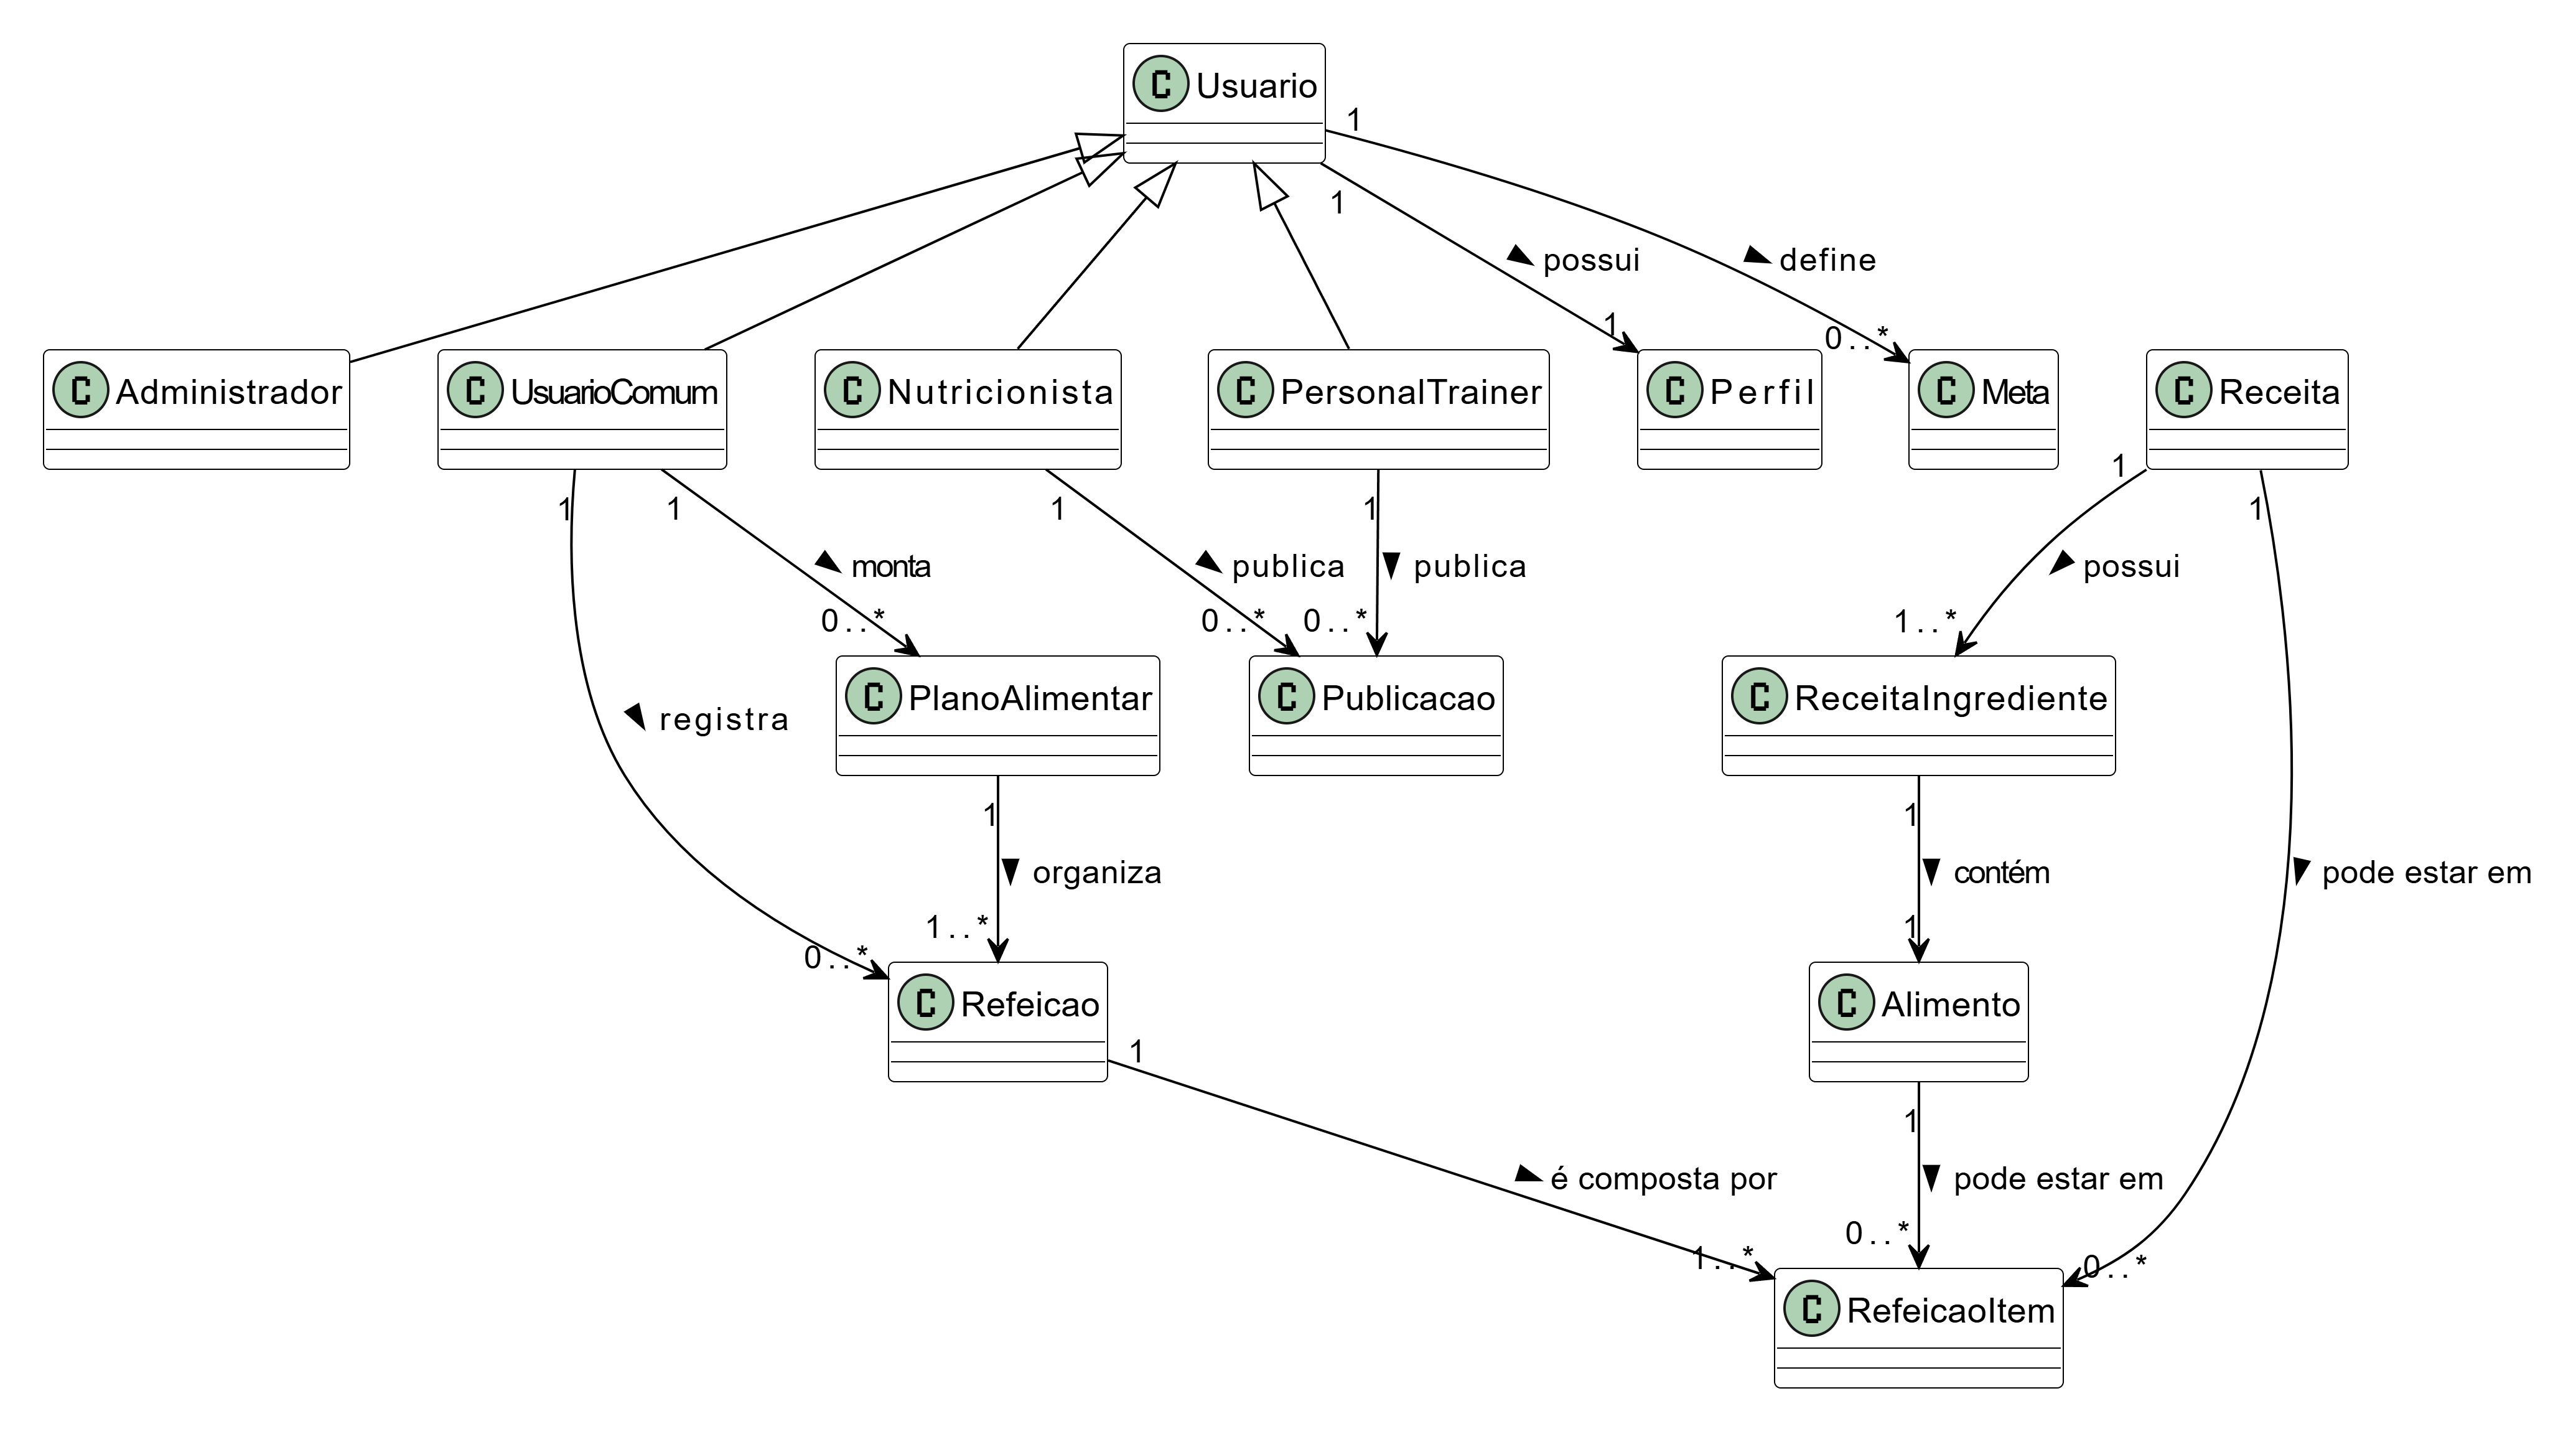 C Usuario
1
1
possui
define
1
0..*
C Administrador
C UsuarioComum
C Nutricionista
C PersonalTrainer
C Perfil
C Meta
C Receita
1
1
1
1
1
1
monta
publica
publica
possui
0..*
0..*
0..*
1..*
C PlanoAlimentar
C Publicacao
C ReceitaIngrediente
registra
1
1
organiza
contém
pode estar em
1..*
1
0..*
C Refeicao
C Alimento
1
1
é composta por
pode estar em
1..*
0..*
0..*
C RefeicaoItem